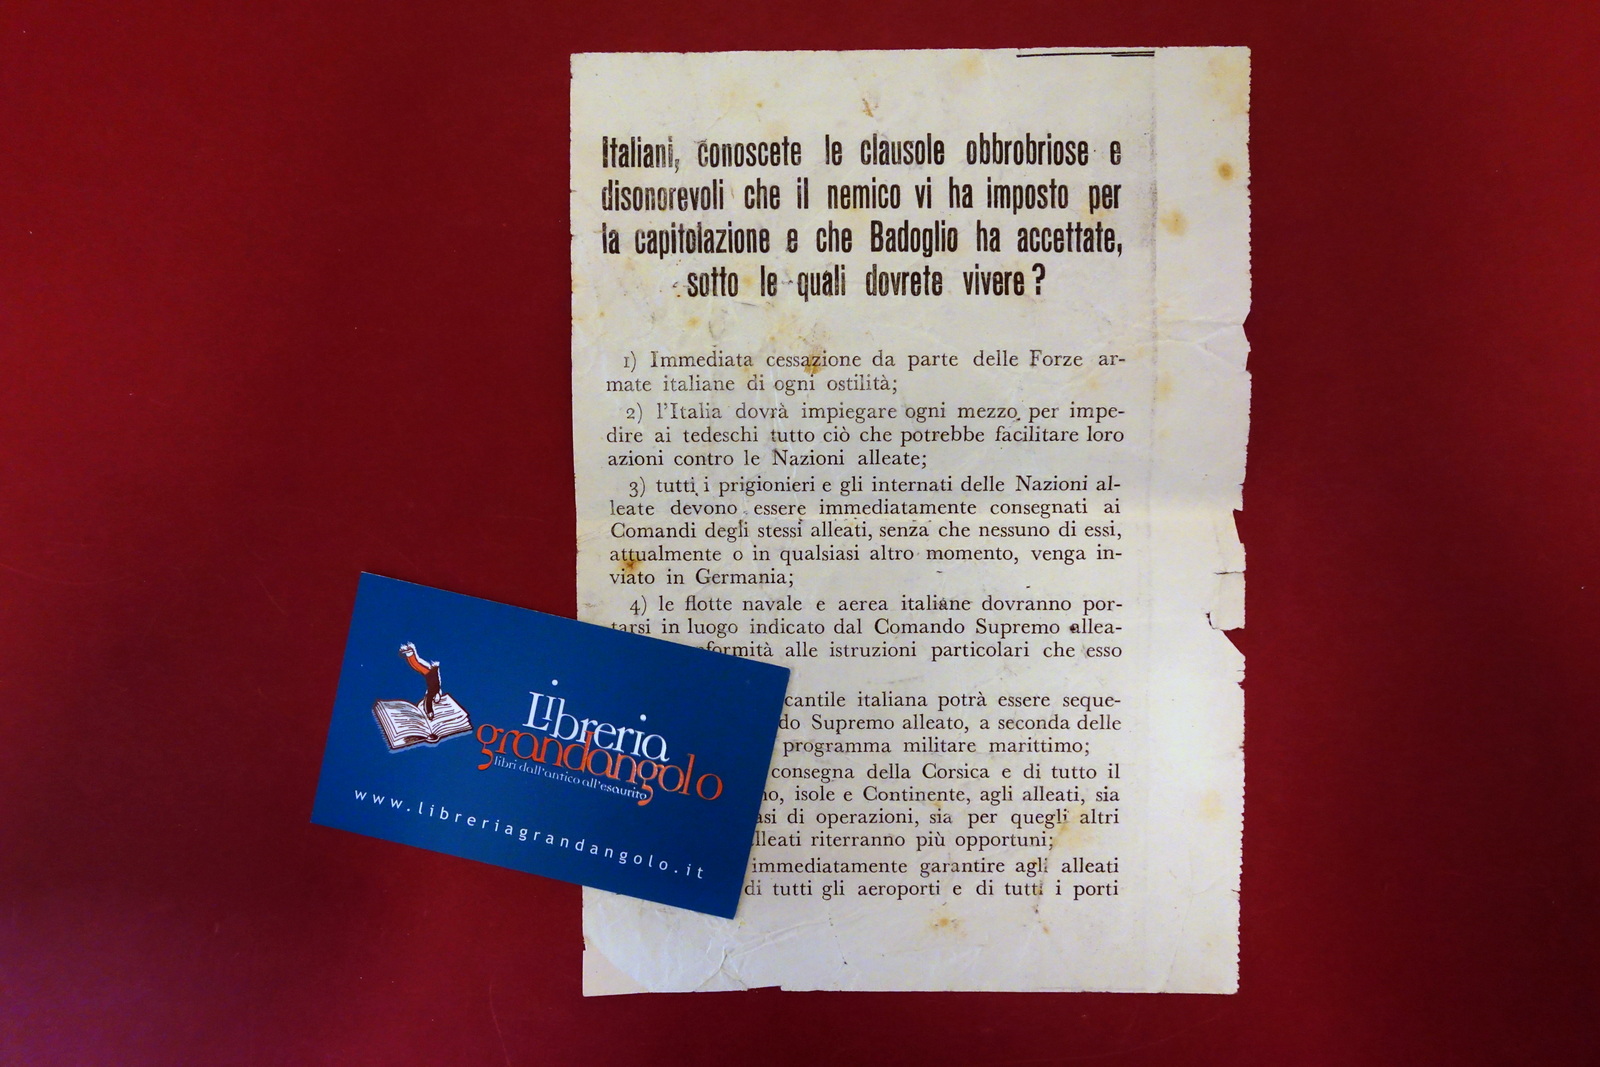 Italiani, conoscete le clausole obbrobriose e
disonorevoli che il nemico vi ha imposto per
la capitolazione e che Badoglio ha accettate,
sotto le quali dovrete vivere?
1) Immediata cessazione da parte delle Forze ar-
mate italiane di ogni ostilità;
2) l'Italia dovrà impiegare ogni mezzo per impe-
dire ai tedeschi tutto ciò che potrebbe facilitare loro
azioni contro le Nazioni alleate;
3) tutti i prigionieri e gli internati delle Nazioni al-
leate devono essere immediatamente consegnati ai
Comandi degli stessi alleati, senza che nessuno di essi,
attualmente o in qualsiasi altro momento, venga in-
viato in Germania;
4) le flotte navale e aerea italiane dovranno por-
tarsi in luogo indicato dal Comando Supremo allea-
alle istruzioni particolari che esso
italiana potrà essere seque-
Supremo alleato, a seconda delle
programma militare marittimo;
consegna della Corsica e di tutto il
isole e Continente, agli alleati, sia
di operazioni, sia per quegli altri
riterranno più opportuni;
immediatamente garantire agli alleati
di tutti gli aeroporti e di tutti i porti
Libreria
grandangolo
libri dall'antico all'esaurito
www.libreriagrandangolo.it